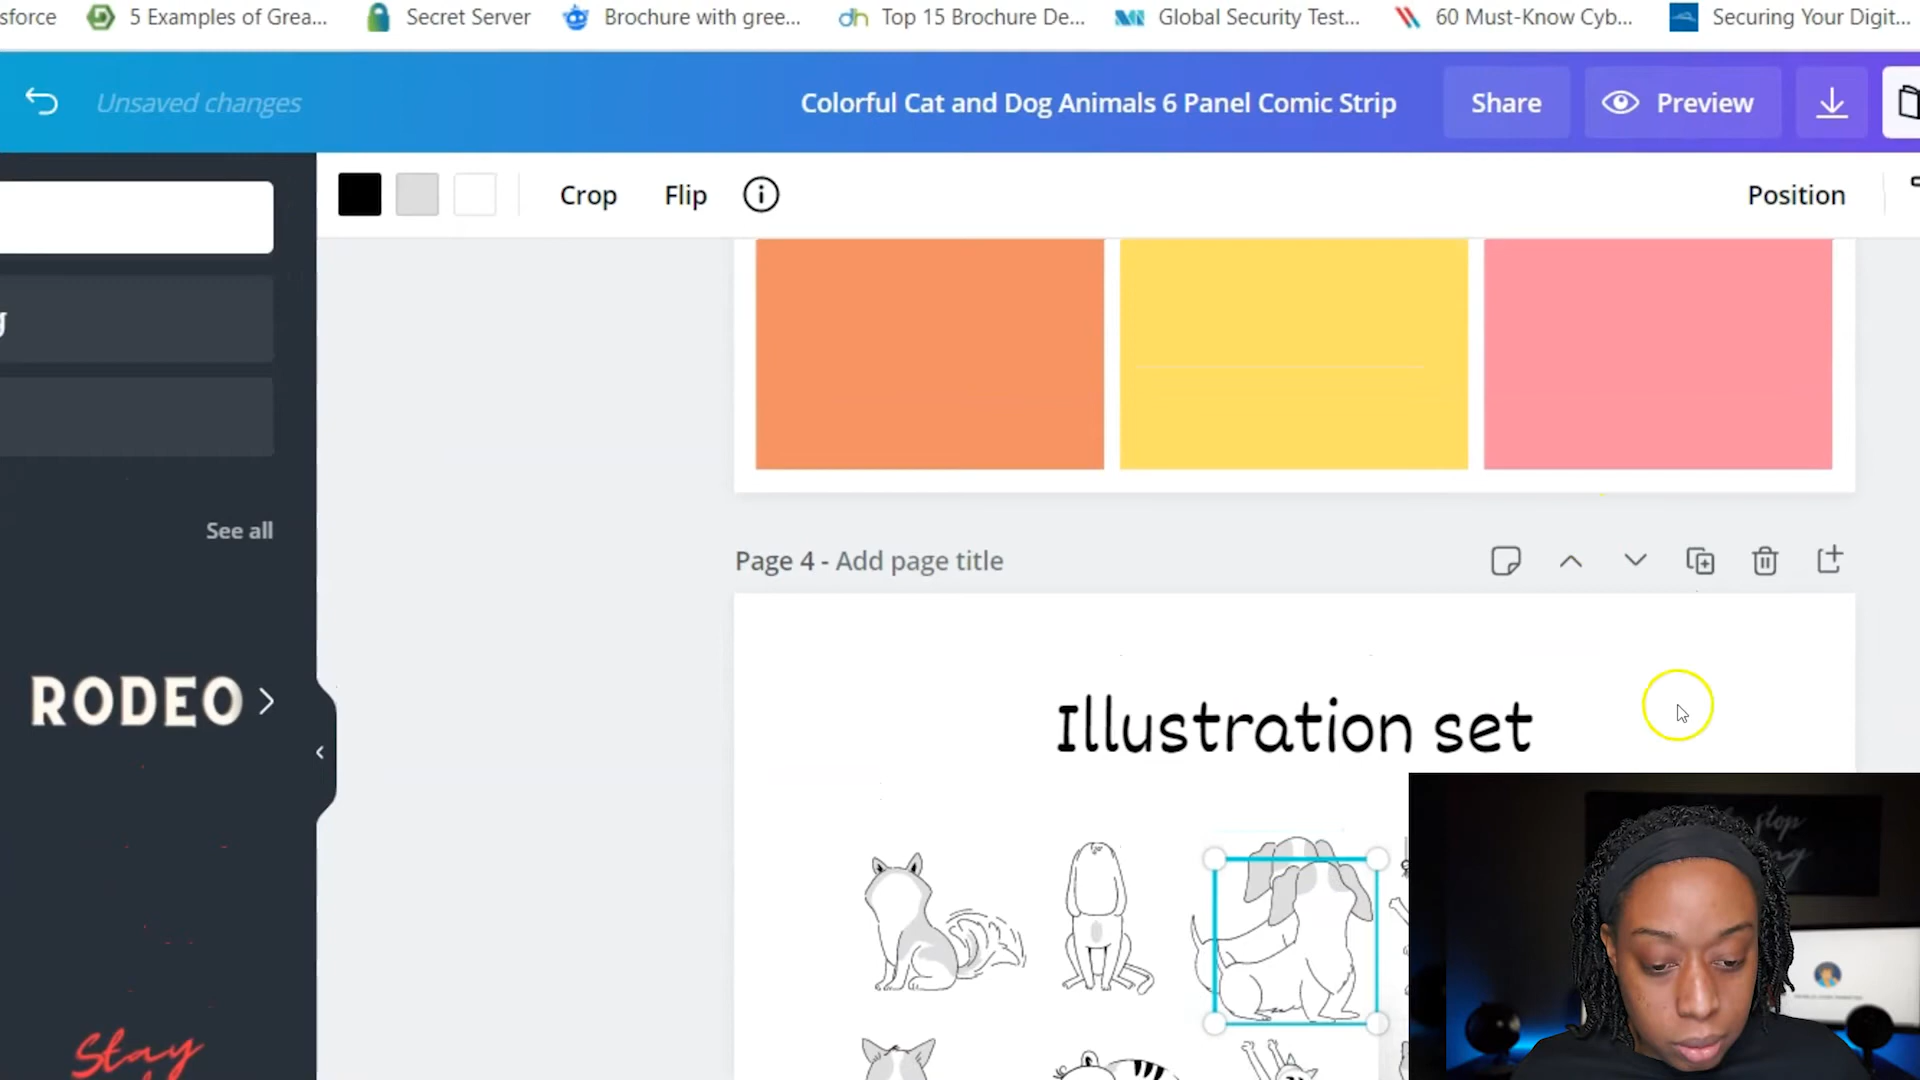 sforce 5 Examples of Grea... Secret Server Brochure with gree... dh Top 15 Brochure De... Global Security Test... 60 Must-Know Cyb... Securing Your Digit...
Unsaved changes Colorful Cat and Dog Animals 6 Panel Comic Strip Share Preview
Crop Flip Position
g
See all
Page 4 - Add page title
RODEO
Illustration set
stop
Stay